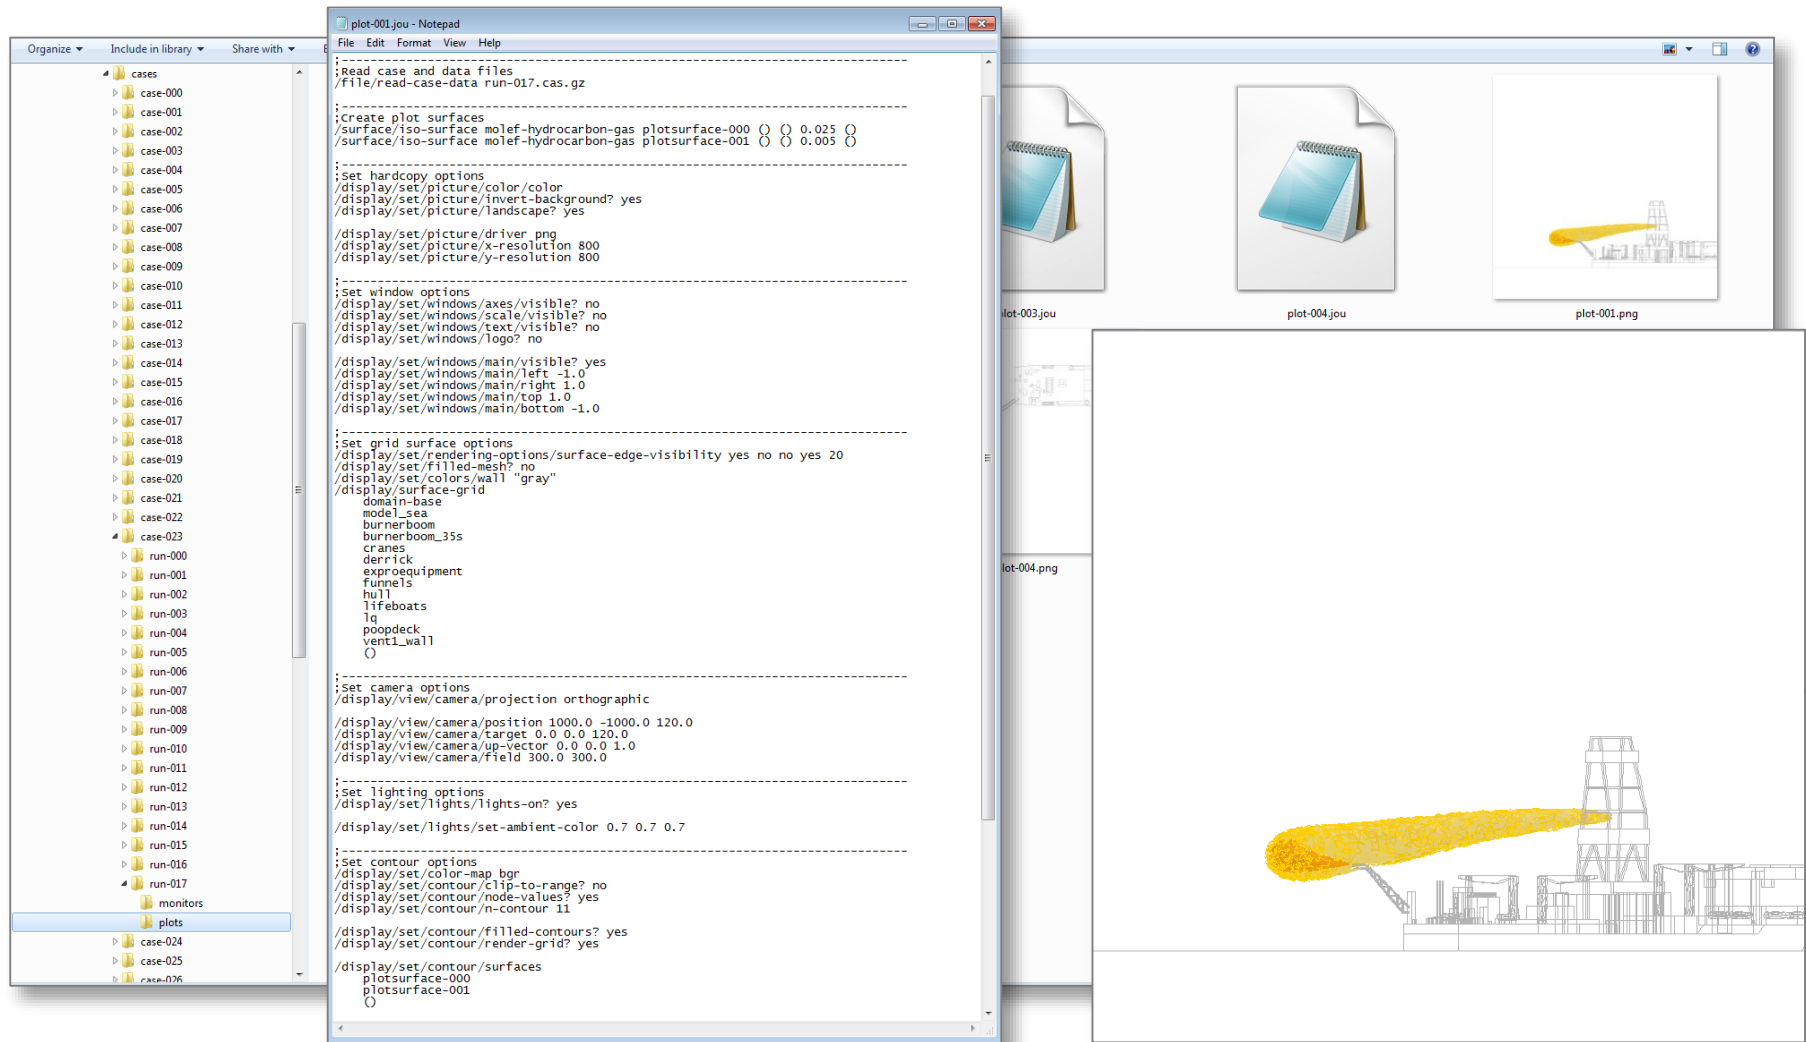 Organize
Include in library
Share with
cases
case-000
case-001
case-002
case-003
case-004
case-005
case-006
case-007
case-008
case-009
case-010
case-011
case-012
case-013
case-014
case-015
case-016
case-017
case-018
case-019
case-020
case-021
case-022
case-023
run-000
run-001
run-002
run-003
run-004
run-005
run-006
run-007
run-008
run-009
run-010
run-011
run-012
run-013
run-014
run-015
run-016
run-017
monitors
plots
case-024
case-025
case-026
plot-001.jou - Notepad
File Edit Format View Help
;--------------------------------------------------------------------------------
;Read case and data files
/file/read-case-data run-017.cas.gz
;--------------------------------------------------------------------------------
;Create plot surfaces
/surface/iso-surface molef-hydrocarbon-gas plotsurface-000 () () 0.025 ()
/surface/iso-surface molef-hydrocarbon-gas plotsurface-001 () () 0.005 ()
;--------------------------------------------------------------------------------
;Set hardcopy options
/display/set/picture/color/color
/display/set/picture/invert-background? yes
/display/set/picture/landscape? yes
/display/set/picture/driver png
/display/set/picture/x-resolution 800
/display/set/picture/y-resolution 800
;--------------------------------------------------------------------------------
;Set window options
/display/set/windows/axes/visible? no
/display/set/windows/scale/visible? no
/display/set/windows/text/visible? no
/display/set/windows/logo? no
/display/set/windows/main/visible? yes
/display/set/windows/main/left -1.0
/display/set/windows/main/right 1.0
/display/set/windows/main/top 1.0
/display/set/windows/main/bottom -1.0
;--------------------------------------------------------------------------------
;Set grid surface options
/display/set/rendering-options/surface-edge-visibility yes no no yes 20
/display/set/filled-mesh? no
/display/set/colors/wall "gray"
/display/surface-grid
domain-base
model_sea
burnerboom
burnerboom_35s
cranes
derrick
exproequipment
funnels
hull
lifeboats
lq
poopdeck
vent1_wall
()
;--------------------------------------------------------------------------------
;Set camera options
/display/view/camera/projection orthographic
/display/view/camera/position 1000.0 -1000.0 120.0
/display/view/camera/target 0.0 0.0 120.0
/display/view/camera/up-vector 0.0 0.0 1.0
/display/view/camera/field 300.0 300.0
;--------------------------------------------------------------------------------
;Set lighting options
/display/set/lights/lights-on? yes
/display/set/lights/set-ambient-color 0.7 0.7 0.7
;--------------------------------------------------------------------------------
;Set contour options
/display/set/color-map bgr
/display/set/contour/clip-to-range? no
/display/set/contour/node-values? yes
/display/set/contour/n-contour 11
/display/set/contour/filled-contours? yes
/display/set/contour/render-grid? yes
/display/set/contour/surfaces
plotsurface-000
plotsurface-001
()
lot-003.jou
plot-004.jou
plot-001.png
lot-004.png